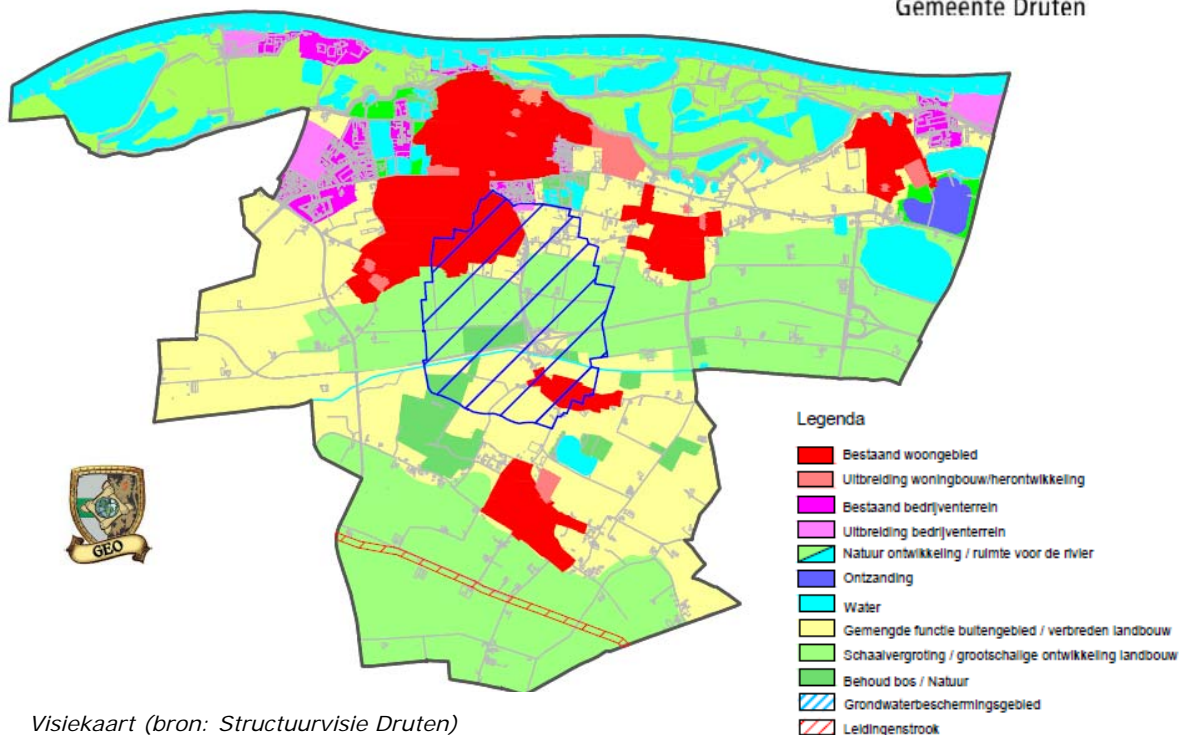 Gemeente Druten
Legenda
Bestaand woongebied
Uitbreiding woningbouw/herontwikkeling
Bestaand bedrijventerrein
Uitbreiding bedrijventerrein
Natuur ontwikkeling / ruimte voor de rivier
Ontzanding
Water
Gemengde functie buitengebied / verbreden landbouw
Schaalvergroting / grootschalige ontwikkeling landbouw
Behoud bos / Natuur
Grondwaterbeschermingsgebied
Leidingenstrook
GEO
Visiekaart (bron: Structuurvisie Druten)